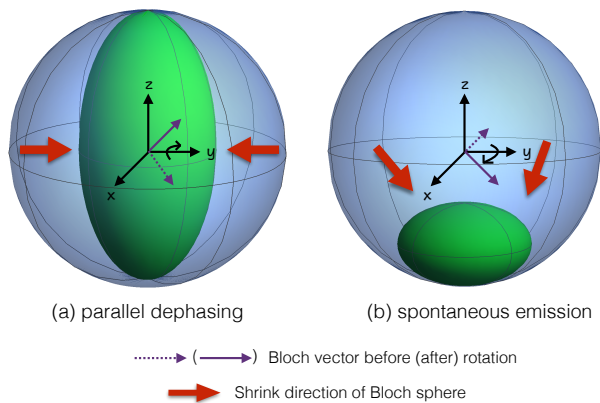 z
y
x
z
y
x
(a) parallel dephasing
(b) spontaneous emission
( ) Bloch vector before (after) rotation
Shrink direction of Bloch sphere